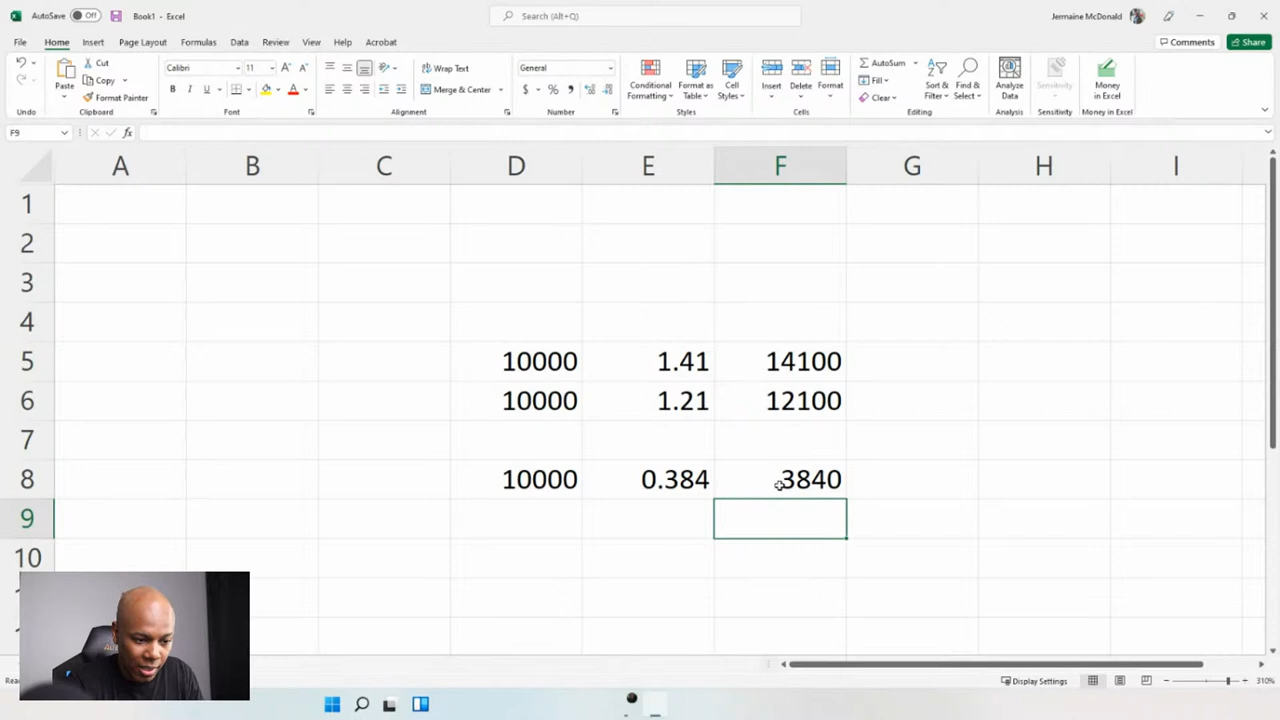 AutoSave Off Book1 - Excel Search (Alt+Q) Jermaine McDonald
File Home Insert Page Layout Formulas Data Review View Help Acrobat Comments Share
Cut
Copy
Format Painter
Paste
Clipboard
Undo
Calibri 11
B I U
Font
Wrap Text
Merge & Center
Alignment
General
$ % ,
Number
Conditional Formatting
Format as Table
Cell Styles
Styles
Insert Delete Format
Cells
AutoSum
Fill
Clear
Sort & Filter
Find & Select
Editing
Analyze Data
Analysis
Sensitivity
Sensitivity
Money in Excel
Money in Excel
F9 fx
A B C D E F G H I
1
2
3
4
5 10000 1.41 14100
6 10000 1.21 12100
7
8 10000 0.384 3840
9
10
Display Settings 310%